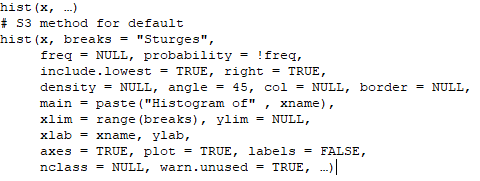 hist(x, …)
# S3 method for default
hist(x, breaks = "Sturges",
freq = NULL, probability = !freq,
include.lowest = TRUE, right = TRUE,
density = NULL, angle = 45, col = NULL, border = NULL,
main = paste("Histogram of" , xname),
xlim = range(breaks), ylim = NULL,
xlab = xname, ylab,
axes = TRUE, plot = TRUE, labels = FALSE,
nclass = NULL, warn.unused = TRUE, …)